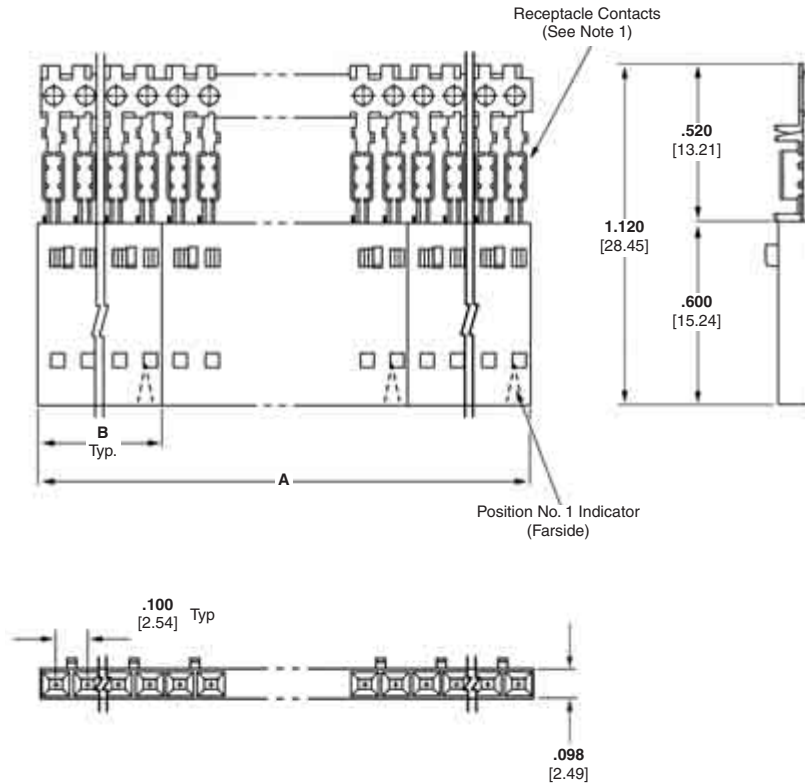 Receptacle Contacts
(See Note 1)
.520
[13.21]
1.120
[28.45]
.600
[15.24]
B
Typ.
A
Position No. 1 Indicator
(Farside)
.100
[2.54]
Typ
.098
[2.49]